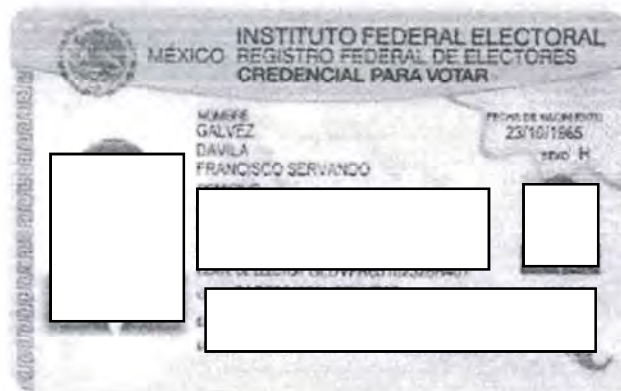 INSTITUTO FEDERAL ELECTORAL
MÉXICO REGISTRO FEDERAL DE ELECTORES
CREDENCIAL PARA VOTAR
NOMBRE
FECHA DE NACIMIENTO
GALVEZ
23/10/1965
DAVILA
SEXO H
FRANCISCO SERVANDO